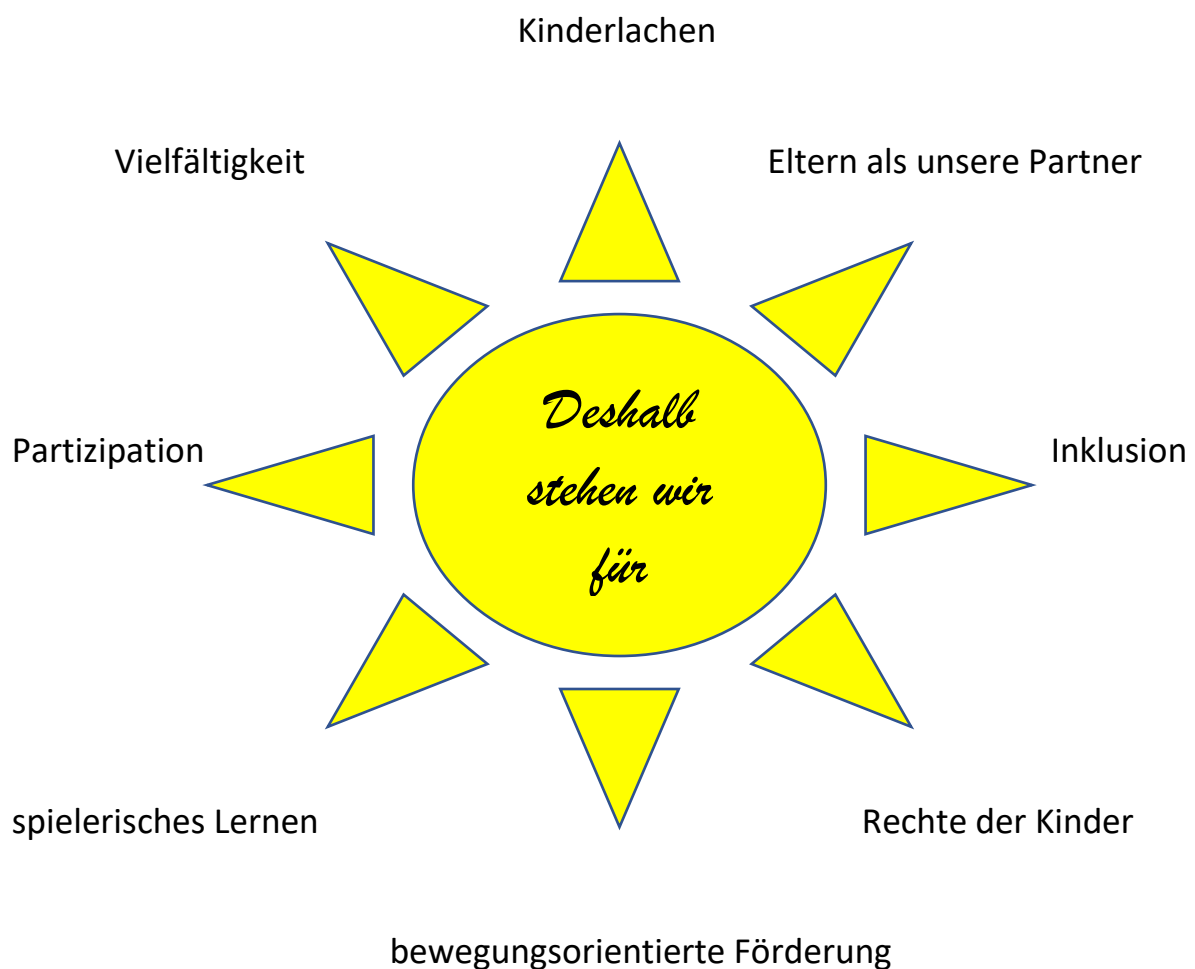 Kinderlachen
Vielfältigkeit
Eltern als unsere Partner
Deshalb
stehen wir
für
Partizipation
Inklusion
spielerisches Lernen
Rechte der Kinder
bewegungsorientierte Förderung